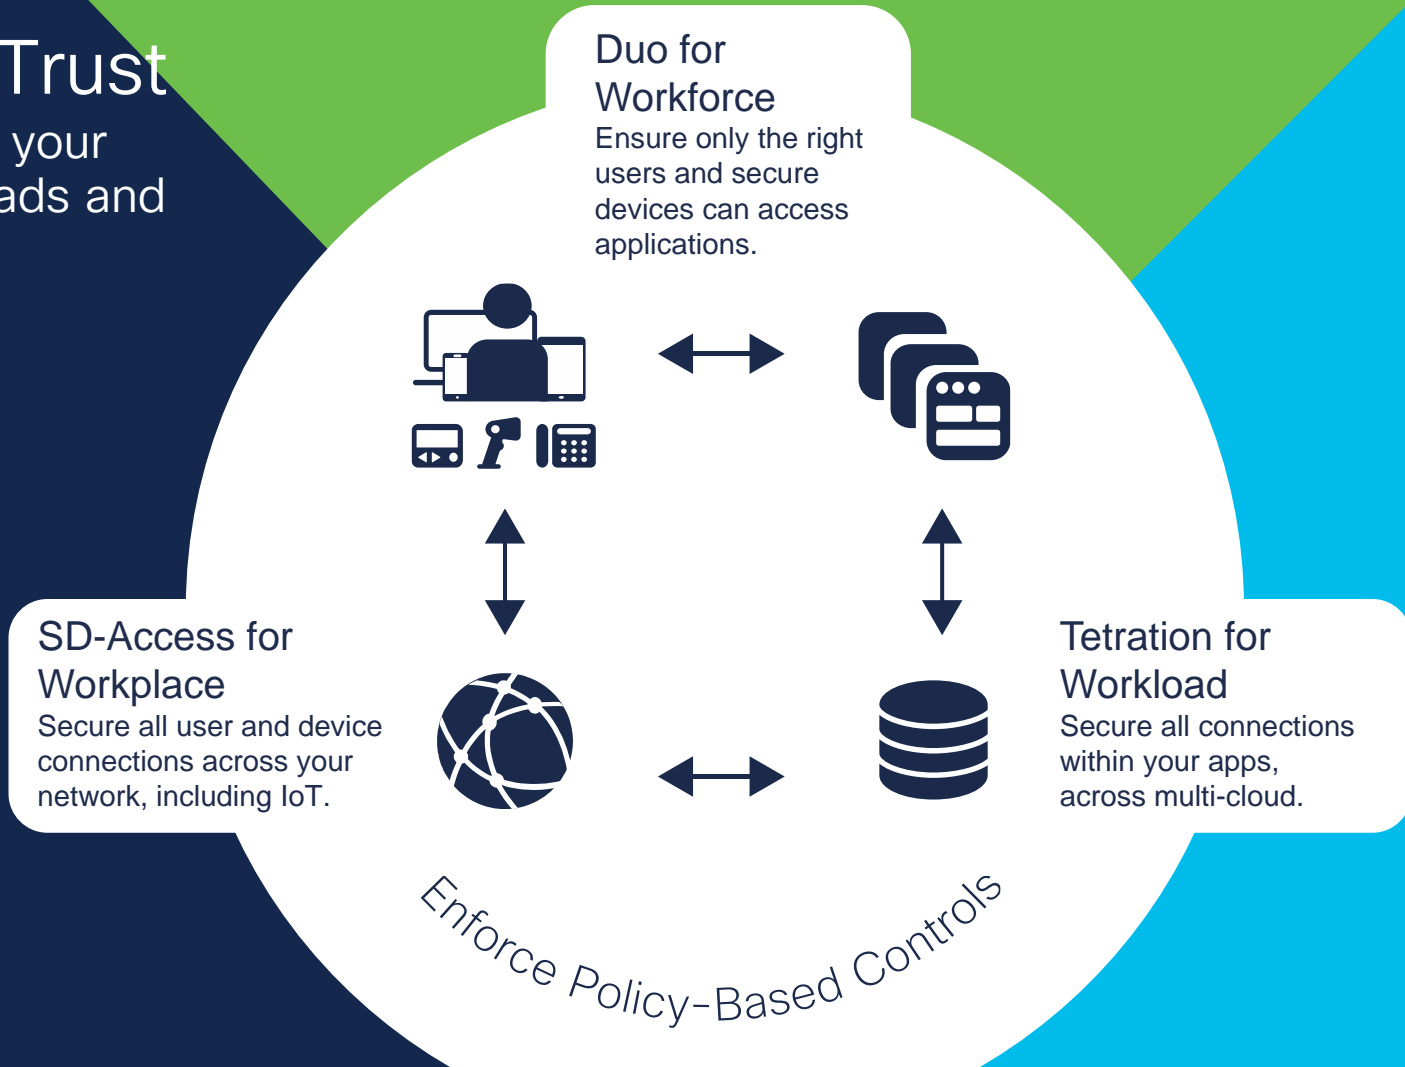 Trust
your
ads and
Duo for
Workforce
Ensure only the right
users and secure
devices can access
applications.
SD-Access for
Workplace
Secure all user and device
connections across your
network, including IoT.
Tetration for
Workload
Secure all connections
within your apps,
across multi-cloud.
Enforce Policy-Based Controls